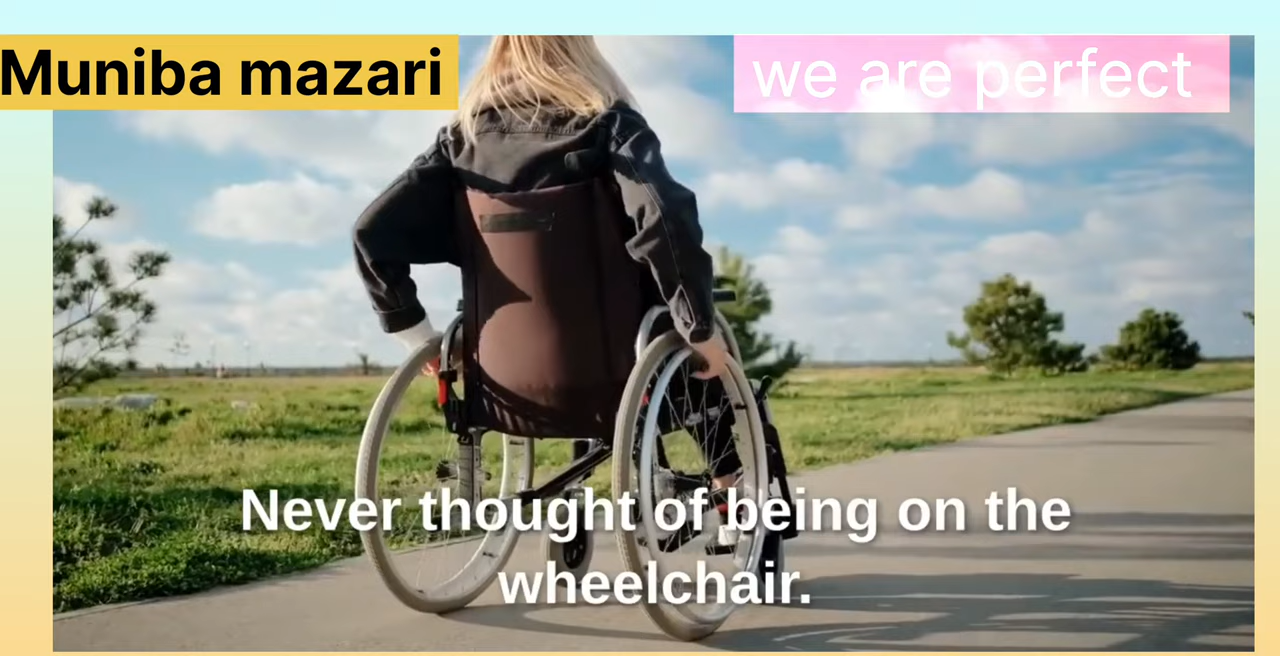 Muniba mazari
we are perfect
Never thought of being on the
wheelchair.